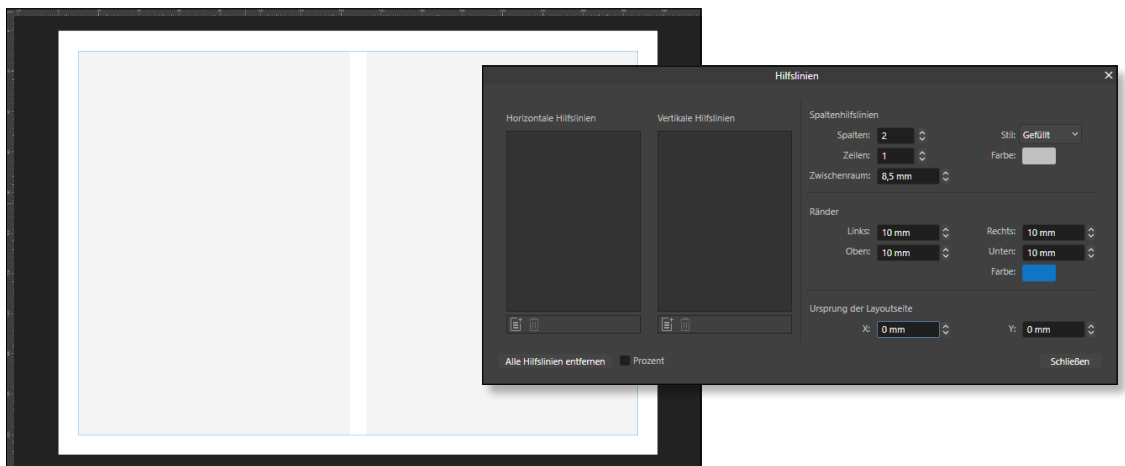 Hilfslinien
Horizontale Hilfslinien
Vertikale Hilfslinien
Spaltenhilfslinien
Spalten: 2
Stil: Gefüllt
Zeilen: 1
Farbe:
Zwischenraum: 8,5 mm
Ränder
Links: 10 mm
Rechts: 10 mm
Oben: 10 mm
Unten: 10 mm
Farbe:
Ursprung der Layoutseite
X: 0 mm
Y: 0 mm
Alle Hilfslinien entfernen
Prozent
Schließen